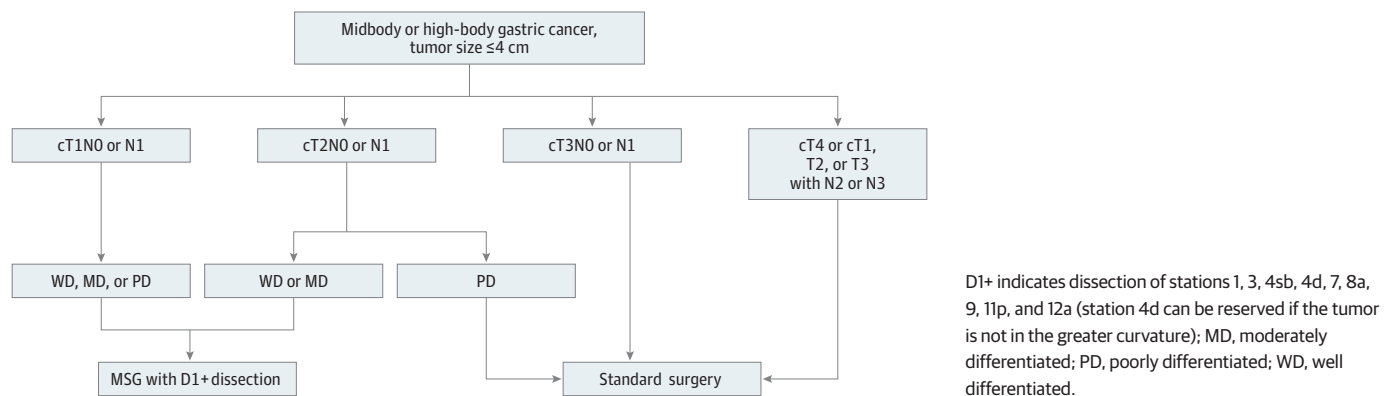 Midbody or high-body gastric cancer,
tumor size ≤4 cm
cT1N0 or N1
cT2N0 or N1
cT3N0 or N1
cT4 or cT1,
T2, or T3
with N2 or N3
WD, MD, or PD
WD or MD
PD
MSG with D1+ dissection
Standard surgery
D1+ indicates dissection of stations 1, 3, 4sb, 4d, 7, 8a,
9, 11p, and 12a (station 4d can be reserved if the tumor
is not in the greater curvature); MD, moderately
differentiated; PD, poorly differentiated; WD, well
differentiated.